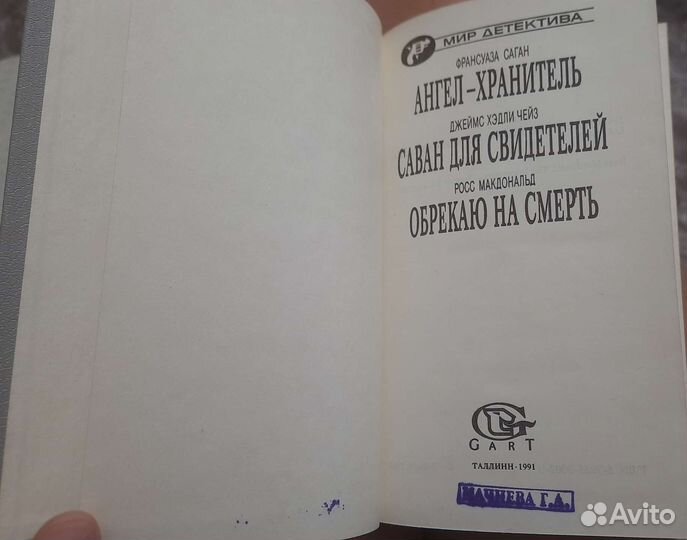 МИР ДЕТЕКТИВА
ФРАНСУАЗА САГАН
АНГЕЛ-ХРАНИТЕЛЬ
ДЖЕЙМС ХЭДЛИ ЧЕЙЗ
САВАН ДЛЯ СВИДЕТЕЛЕЙ
РОСС МАКДОНАЛЬД
ОБРЕКАЮ НА СМЕРТЬ
GART
ТАЛЛИНН·1991
МАЧНЕВА Г.А.
Avito